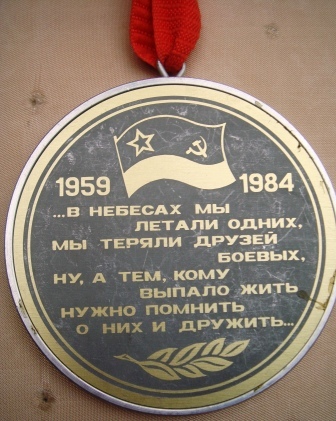 1959 1984
...В НЕБЕСАХ МЫ
ЛЕТАЛИ ОДНИХ,
МЫ ТЕРЯЛИ ДРУЗЕЙ
БОЕВЫХ,
НУ, А ТЕМ, КОМУ
ВЫПАЛО ЖИТЬ
НУЖНО ПОМНИТЬ
О НИХ И ДРУЖИТЬ...